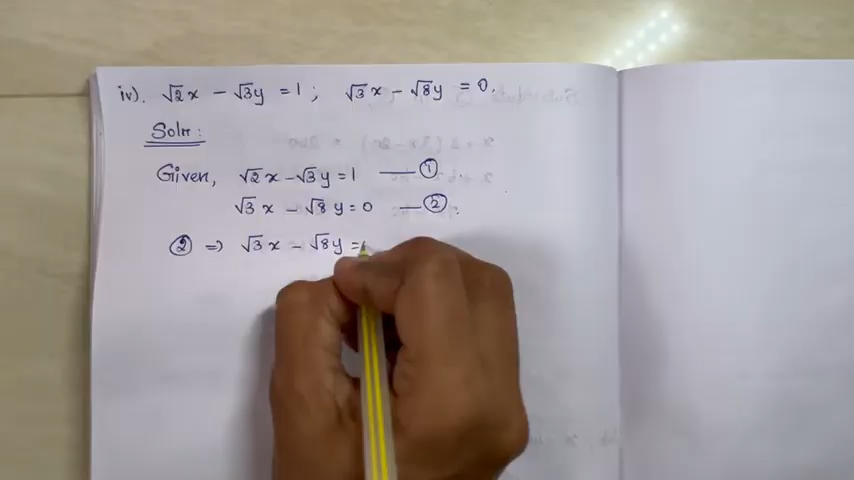 iv). √2x - √3y = 1 ; √3x - √8y = 0.
Soln:
Given, √2x - √3y = 1 —— ①
√3x - √8y = 0 —— ②
② ⇒ √3x - √8y =